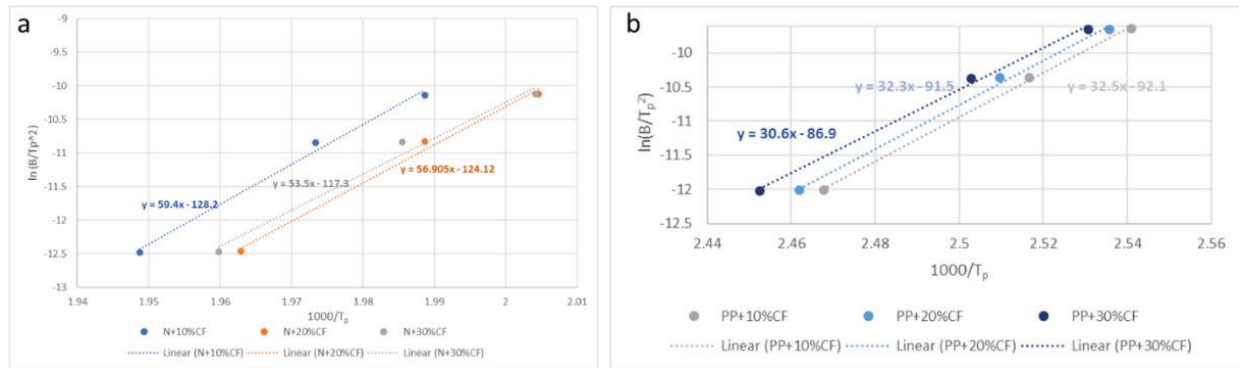 a
-9
-9.5
-10
-10.5
-11
-11.5
-12
-12.5
-13
ln (B/Tp^2)
y = 59.4x - 128.2
y = 53.5x - 117.3
y = 56.905x - 124.12
1.94 1.95 1.96 1.97 1.98 1.99 2 2.01
1000/Tp
N+10%CF N+20%CF N+30%CF
Linear (N+10%CF) Linear (N+20%CF) Linear (N+30%CF)
b
-10
-10.5
-11
-11.5
-12
-12.5
ln(B/Tp²)
y = 32.3x - 91.5
y = 32.5x - 92.1
y = 30.6x - 86.9
2.44 2.46 2.48 2.5 2.52 2.54 2.56
1000/Tp
PP+10%CF PP+20%CF PP+30%CF
Linear (PP+10%CF) Linear (PP+20%CF) Linear (PP+30%CF)